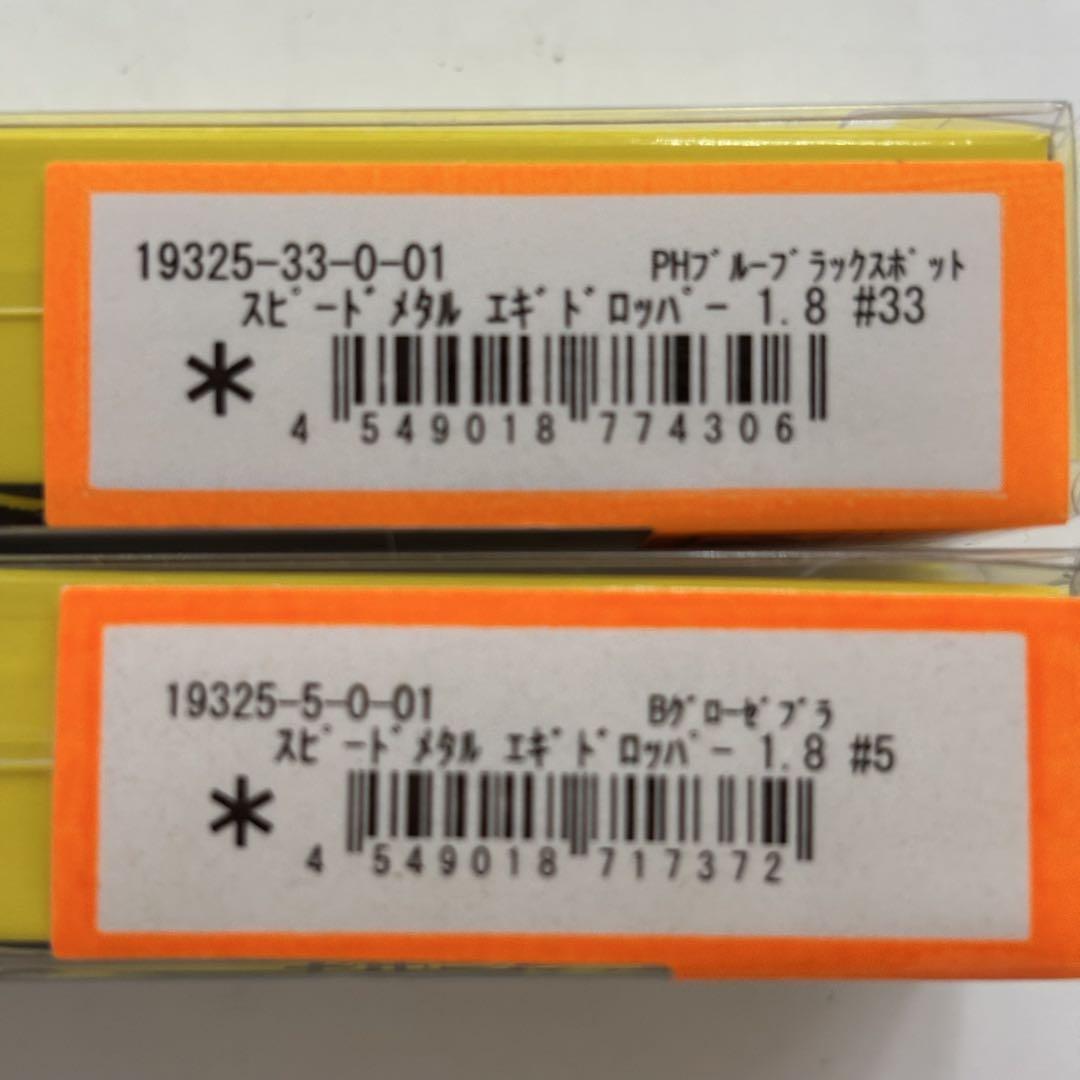 19325-33-0-01 PHﾌﾞﾙｰﾌﾞﾗｯｸｽﾎﾟｯﾄ
ｽﾋﾟｰﾄﾞﾒﾀﾙ ｴｷﾞﾄﾞﾛｯﾊﾟｰ 1.8 #33
*
4 549018 774306
19325-5-0-01 Bｸﾞﾛｰｾﾞﾌﾞﾗ
ｽﾋﾟｰﾄﾞﾒﾀﾙ ｴｷﾞﾄﾞﾛｯﾊﾟｰ 1.8 #5
*
4 549018 717372